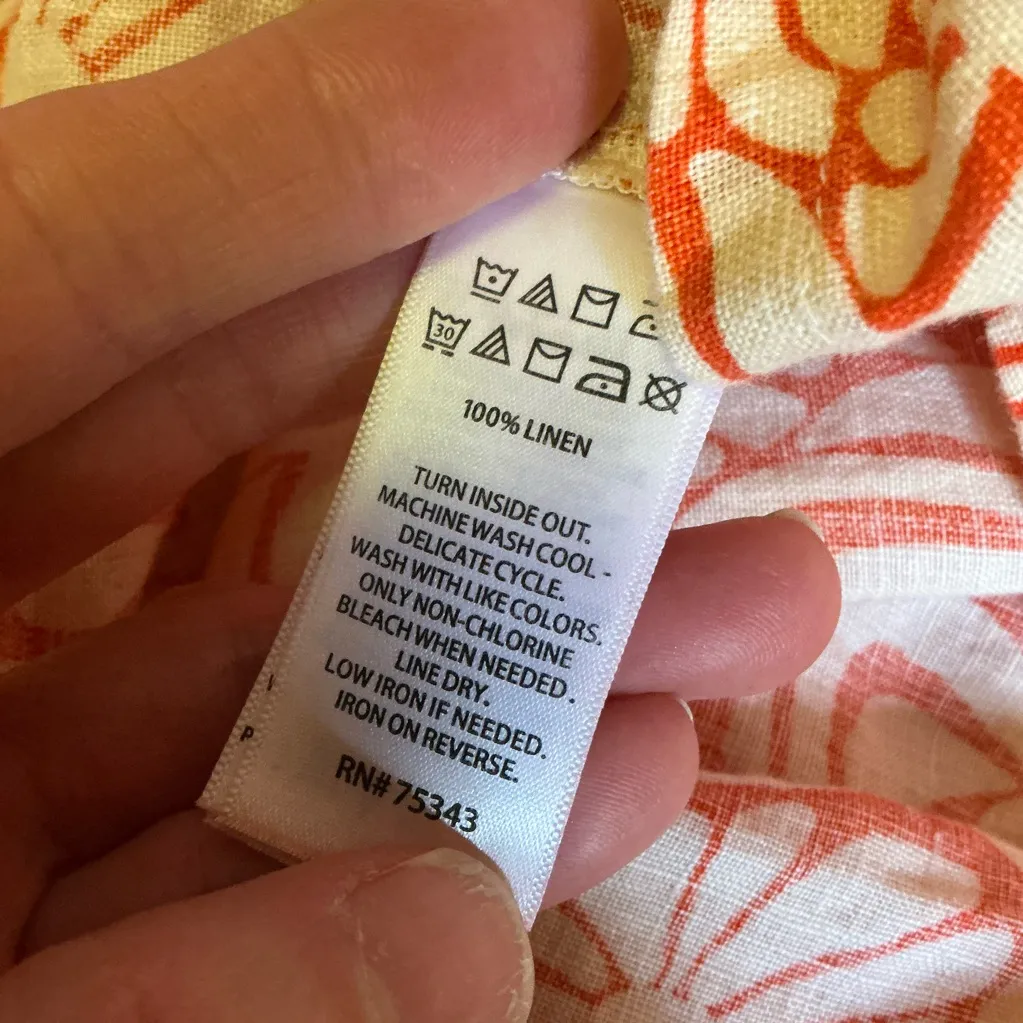 30
100% LINEN
TURN INSIDE OUT.
MACHINE WASH COOL -
DELICATE CYCLE.
WASH WITH LIKE COLORS.
ONLY NON-CHLORINE
BLEACH WHEN NEEDED.
LINE DRY.
LOW IRON IF NEEDED.
IRON ON REVERSE.
RN# 75343
P